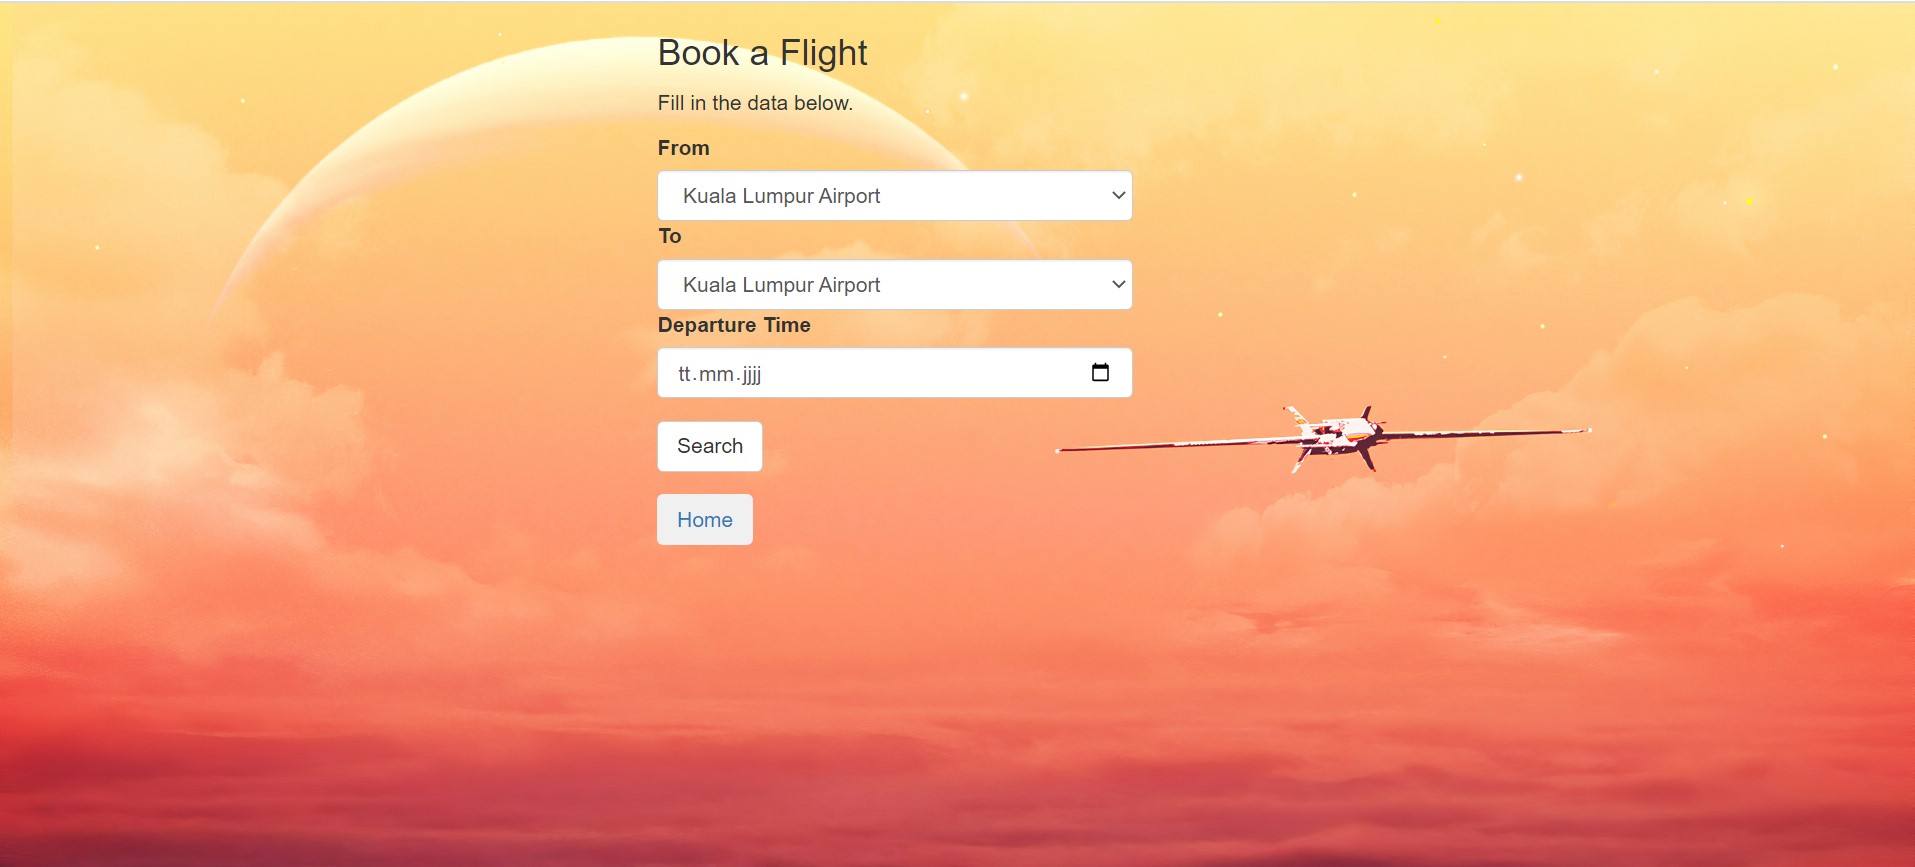 Book a Flight
Fill in the data below.
From
Kuala Lumpur Airport
To
Kuala Lumpur Airport
Departure Time
tt.mm.jjjj
Search
Home